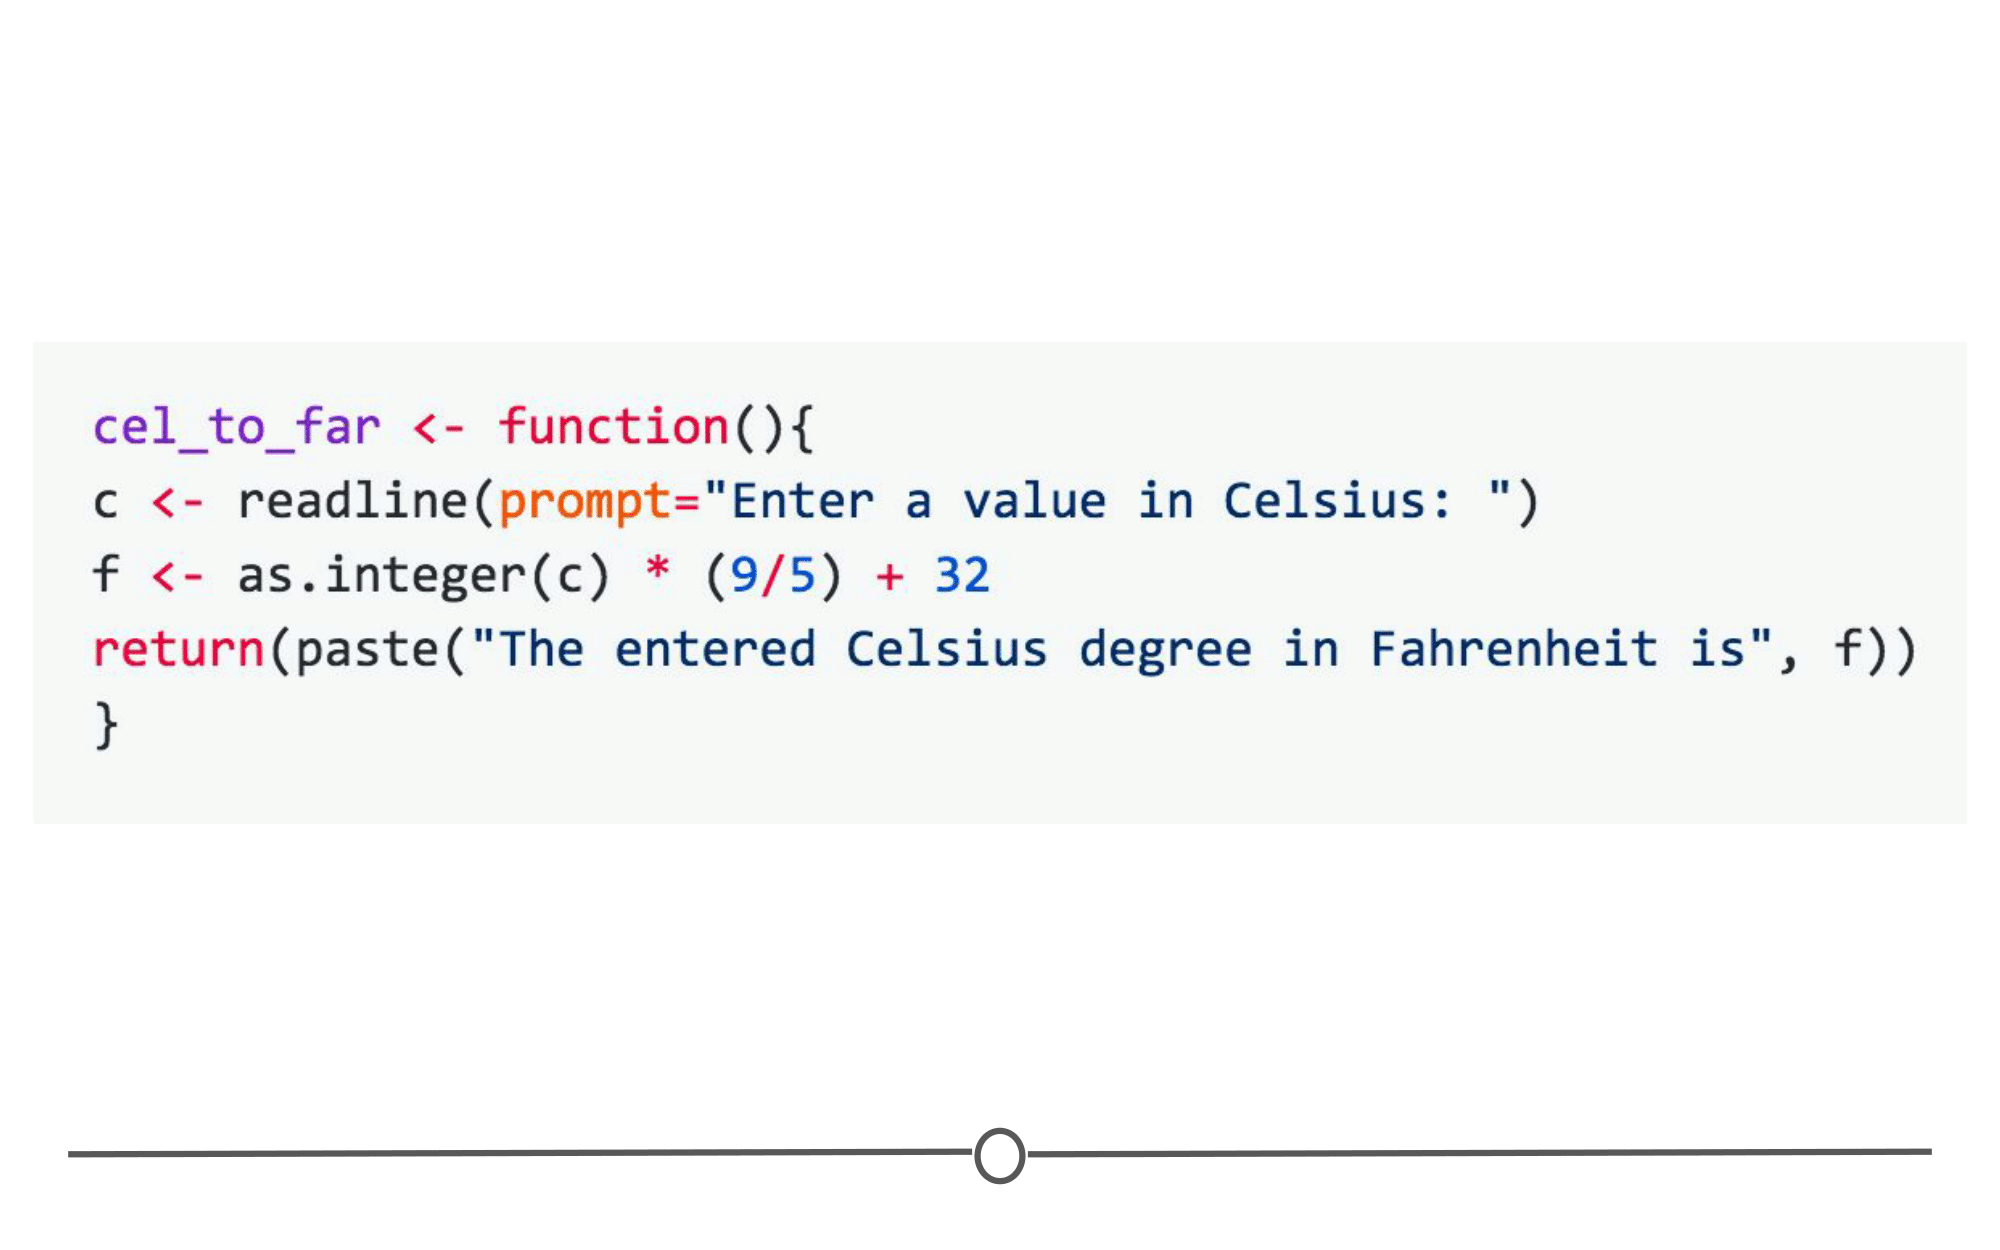 cel_to_far <- function(){
c <- readline(prompt="Enter a value in Celsius: ")
f <- as.integer(c) * (9/5) + 32
return(paste("The entered Celsius degree in Fahrenheit is", f))
}